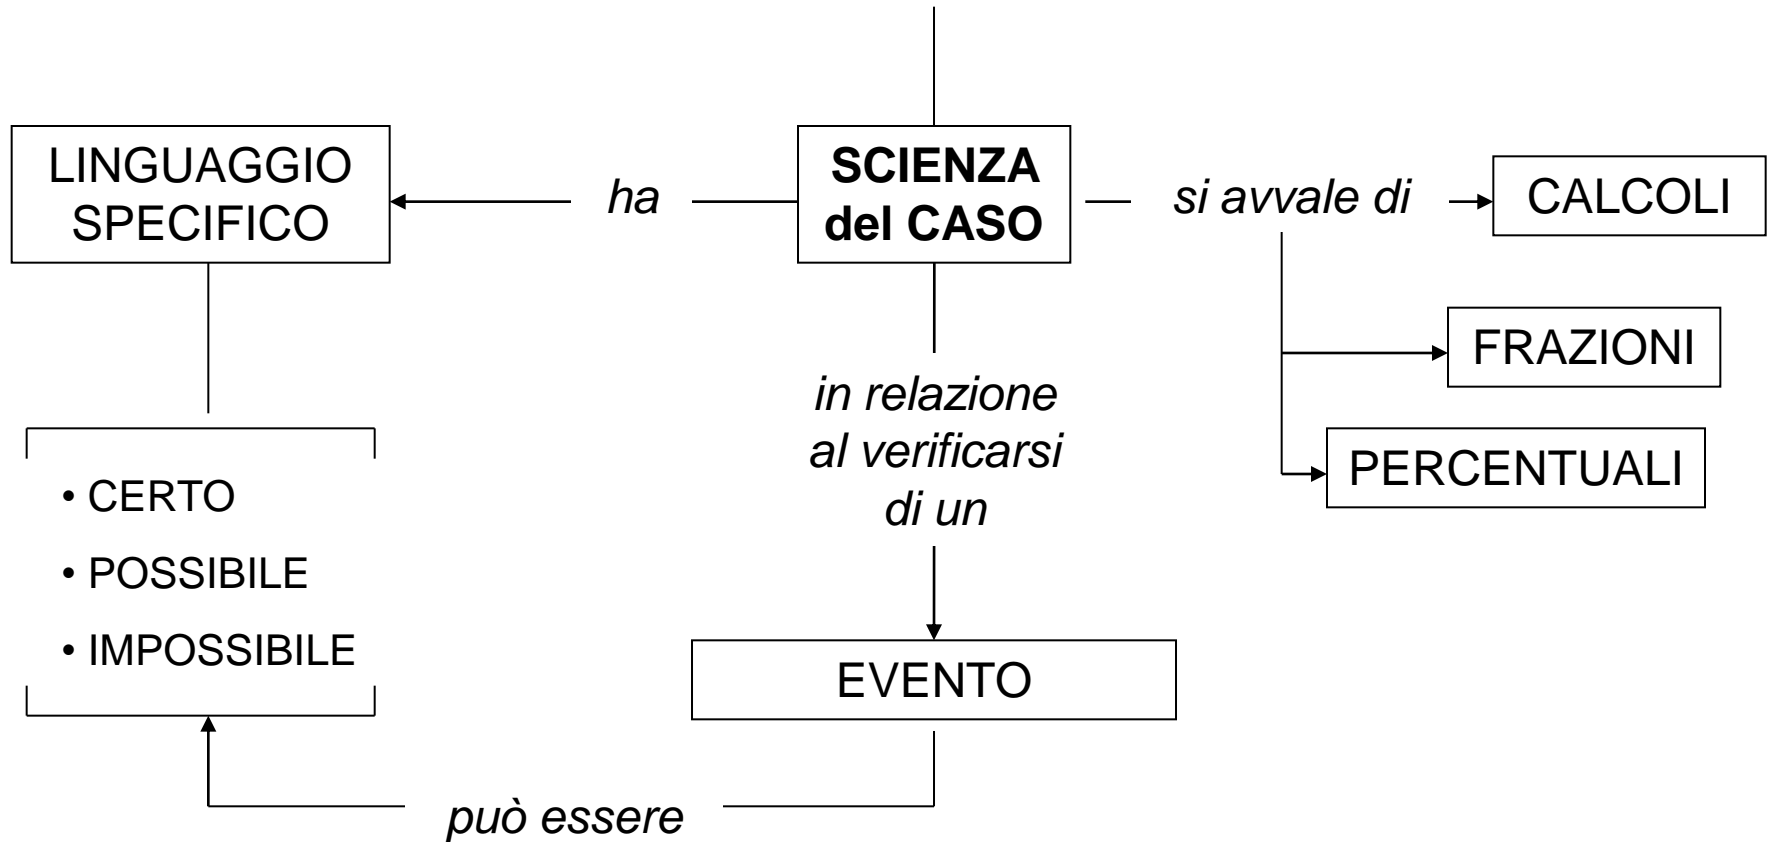 LINGUAGGIO
SPECIFICO
ha
SCIENZA
del CASO
si avvale di
CALCOLI
FRAZIONI
PERCENTUALI
in relazione
al verificarsi
di un
• CERTO
• POSSIBILE
• IMPOSSIBILE
EVENTO
può essere